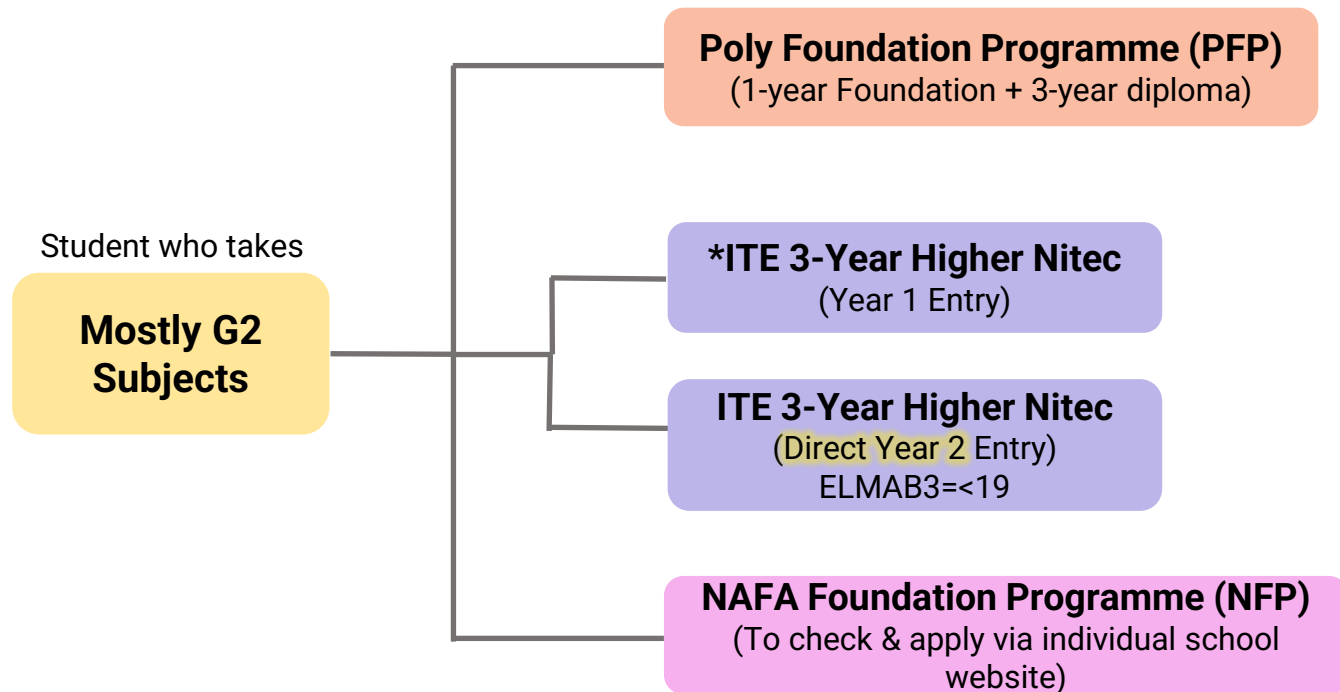 Poly Foundation Programme (PFP)
(1-year Foundation + 3-year diploma)
Student who takes
Mostly G2
Subjects
*ITE 3-Year Higher Nitec
(Year 1 Entry)
ITE 3-Year Higher Nitec
(Direct Year 2 Entry)
ELMAB3=<19
NAFA Foundation Programme (NFP)
(To check & apply via individual school
website)